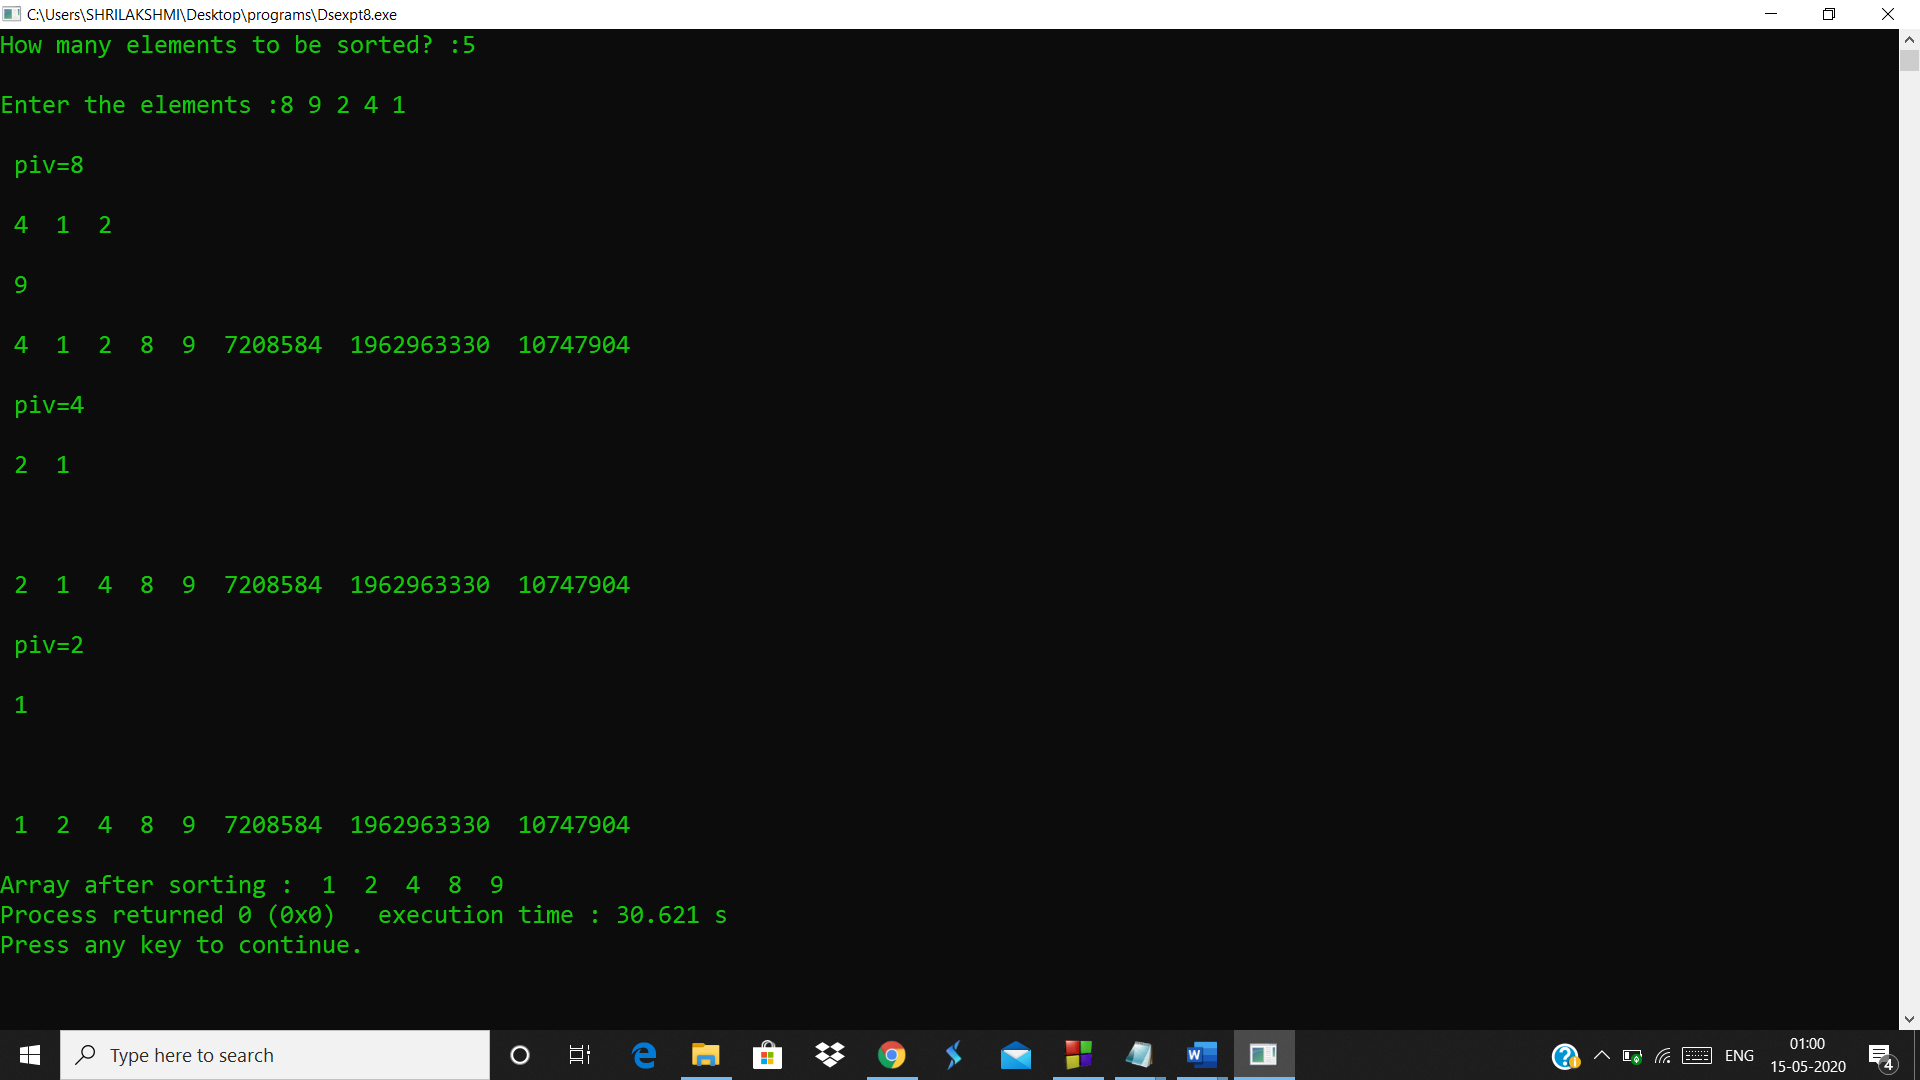 C:\Users\SHRILAKSHMI\Desktop\programs\Dsexpt8.exe
How many elements to be sorted? :5
Enter the elements :8 9 2 4 1
piv=8
4 1 2
9
4 1 2 8 9 7208584 1962963330 10747904
piv=4
2 1
2 1 4 8 9 7208584 1962963330 10747904
piv=2
1
1 2 4 8 9 7208584 1962963330 10747904
Array after sorting : 1 2 4 8 9
Process returned 0 (0x0) execution time : 30.621 s
Press any key to continue.
Type here to search
ENG
01:00
15-05-2020
4